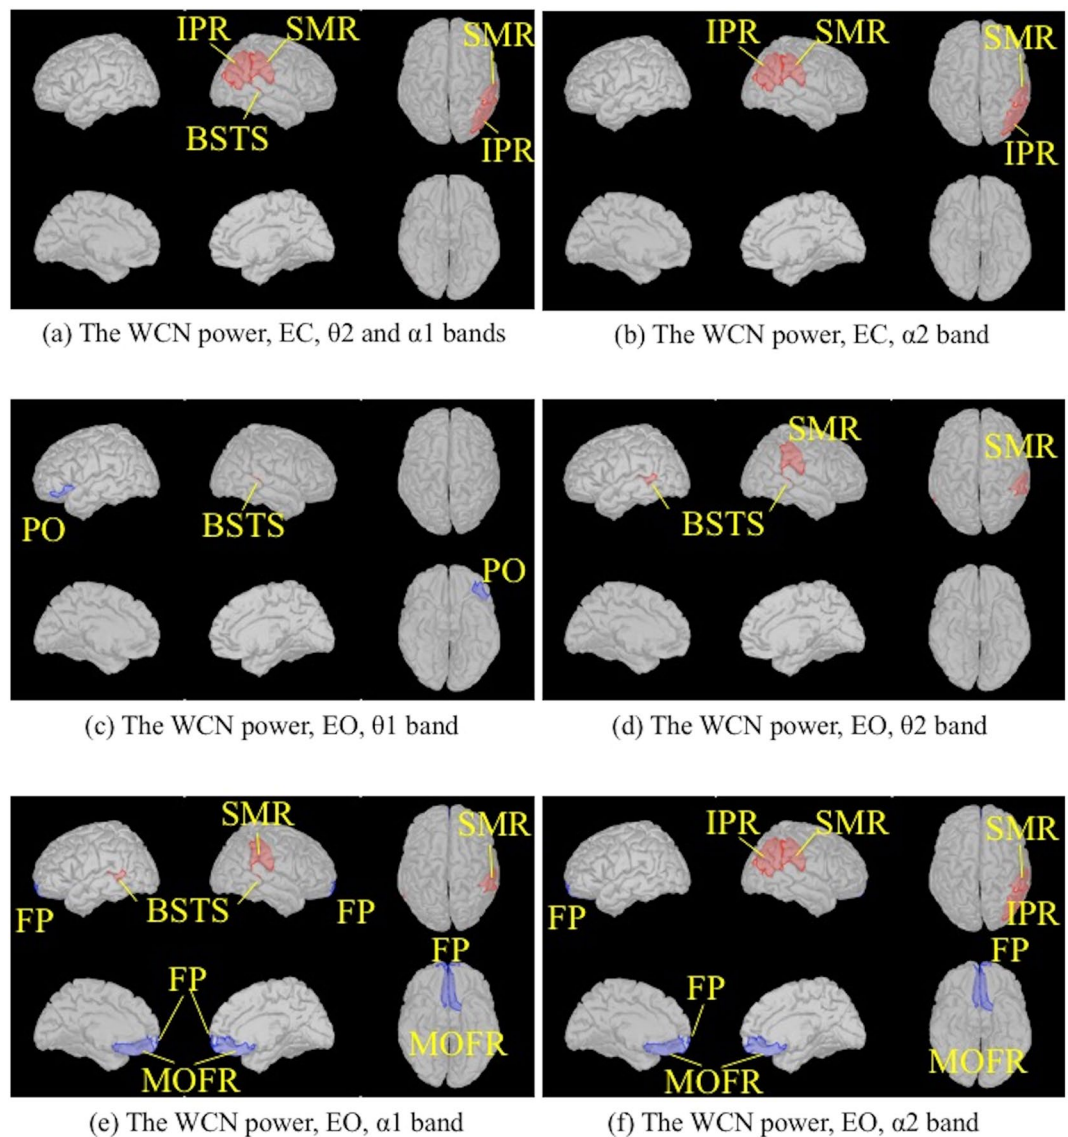 IPR SMR SMR
BSTS
IPR
(a) The WCN power, EC, θ2 and α1 bands
IPR SMR SMR
IPR
(b) The WCN power, EC, α2 band
PO BSTS
PO
(c) The WCN power, EO, θ1 band
SMR SMR
BSTS
(d) The WCN power, EO, θ2 band
SMR SMR
FP BSTS FP
FP
FP
MOFR MOFR
(e) The WCN power, EO, α1 band
IPR SMR SMR
FP IPR
FP
FP
MOFR MOFR
(f) The WCN power, EO, α2 band